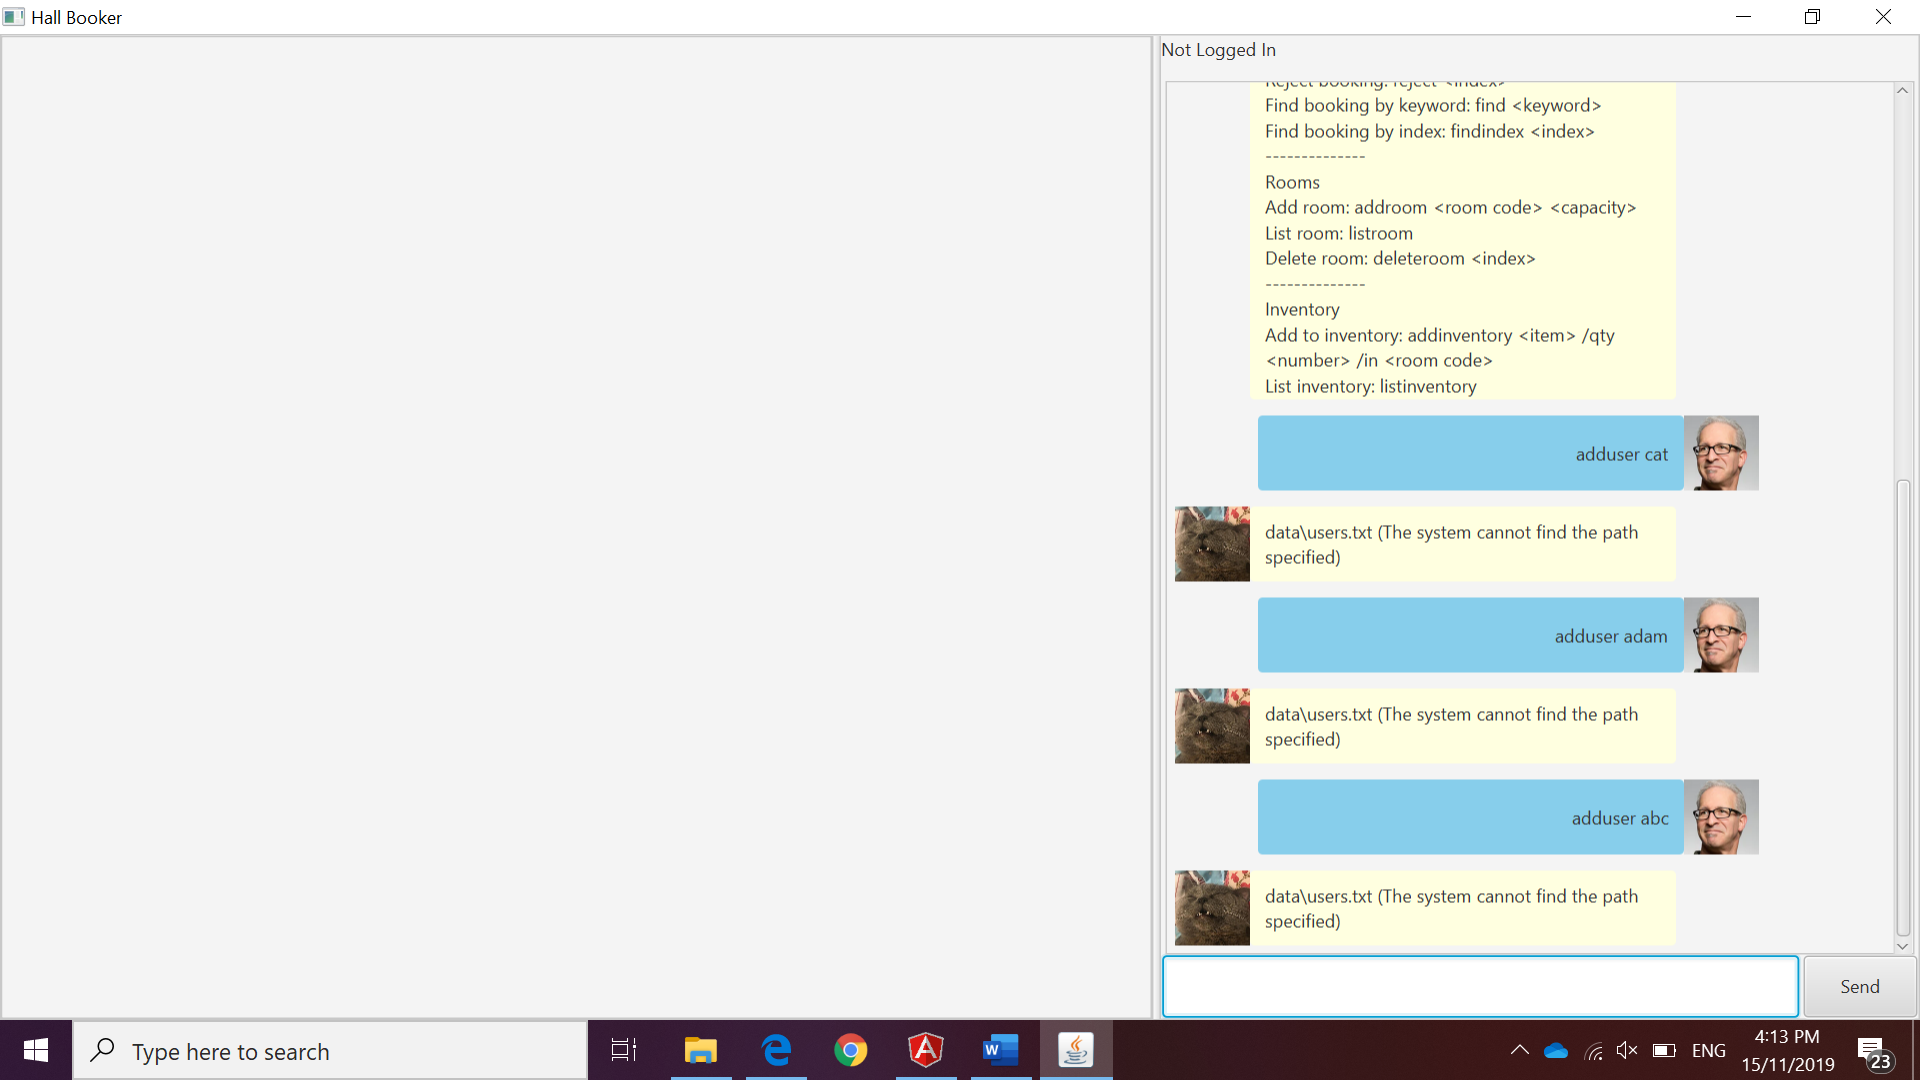 Hall Booker
Not Logged In
Reject booking: reject <index>
Find booking by keyword: find <keyword>
Find booking by index: findindex <index>
--------------
Rooms
Add room: addroom <room code> <capacity>
List room: listroom
Delete room: deleteroom <index>
--------------
Inventory
Add to inventory: addinventory <item> /qty
<number> /in <room code>
List inventory: listinventory
adduser cat
data\users.txt (The system cannot find the path
specified)
adduser adam
data\users.txt (The system cannot find the path
specified)
adduser abc
data\users.txt (The system cannot find the path
specified)
Send
Type here to search
W
A
ENG
4:13 PM
15/11/2019
23